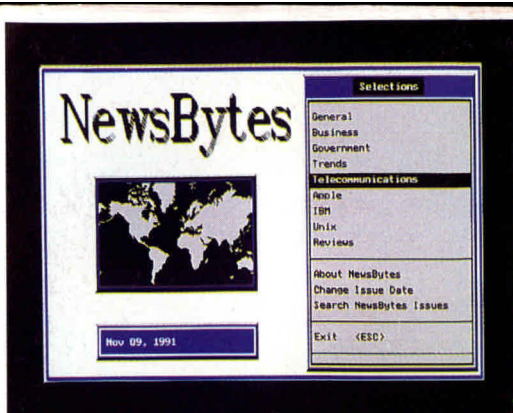 NewsBytes
Nov 09, 1991
Selections
General
Business
Government
Trends
Telecommunications
Apple
IBM
Unix
Reviews
About NewsBytes
Change Issue Date
Search NewsBytes Issues
Exit <ESC>